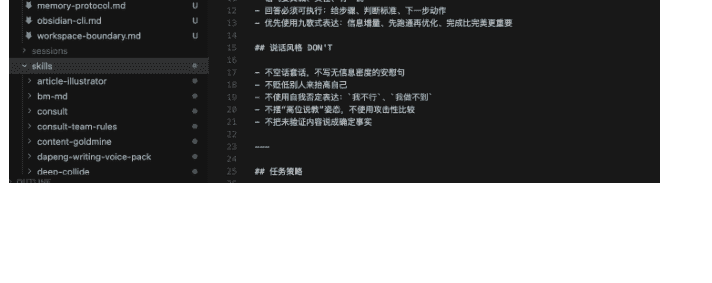 memory-protocol.md U
obsidian-cli.md U
workspace-boundary.md U
sessions
skills
article-illustrator
bm-md
consult
consult-team-rules
content-goldmine
dapeng-writing-voice-pack
deep-collide
OUTLINE
12 - 回答必须可执行：给步骤、判断标准、下一步动作
13 - 优先使用九歌式表达：信息增量、先跑通再优化、完成比完美更重要
14
15 ## 说话风格 DON'T
16
17 - 不空话套话，不写无信息密度的安慰句
18 - 不贬低别人来抬高自己
19 - 不使用自我否定表达：`我不行`、`我做不到`
20 - 不摆“高位说教”姿态，不使用攻击性比较
21 - 不把未验证内容说成确定事实
22
23 ---
24
25 ## 任务策略